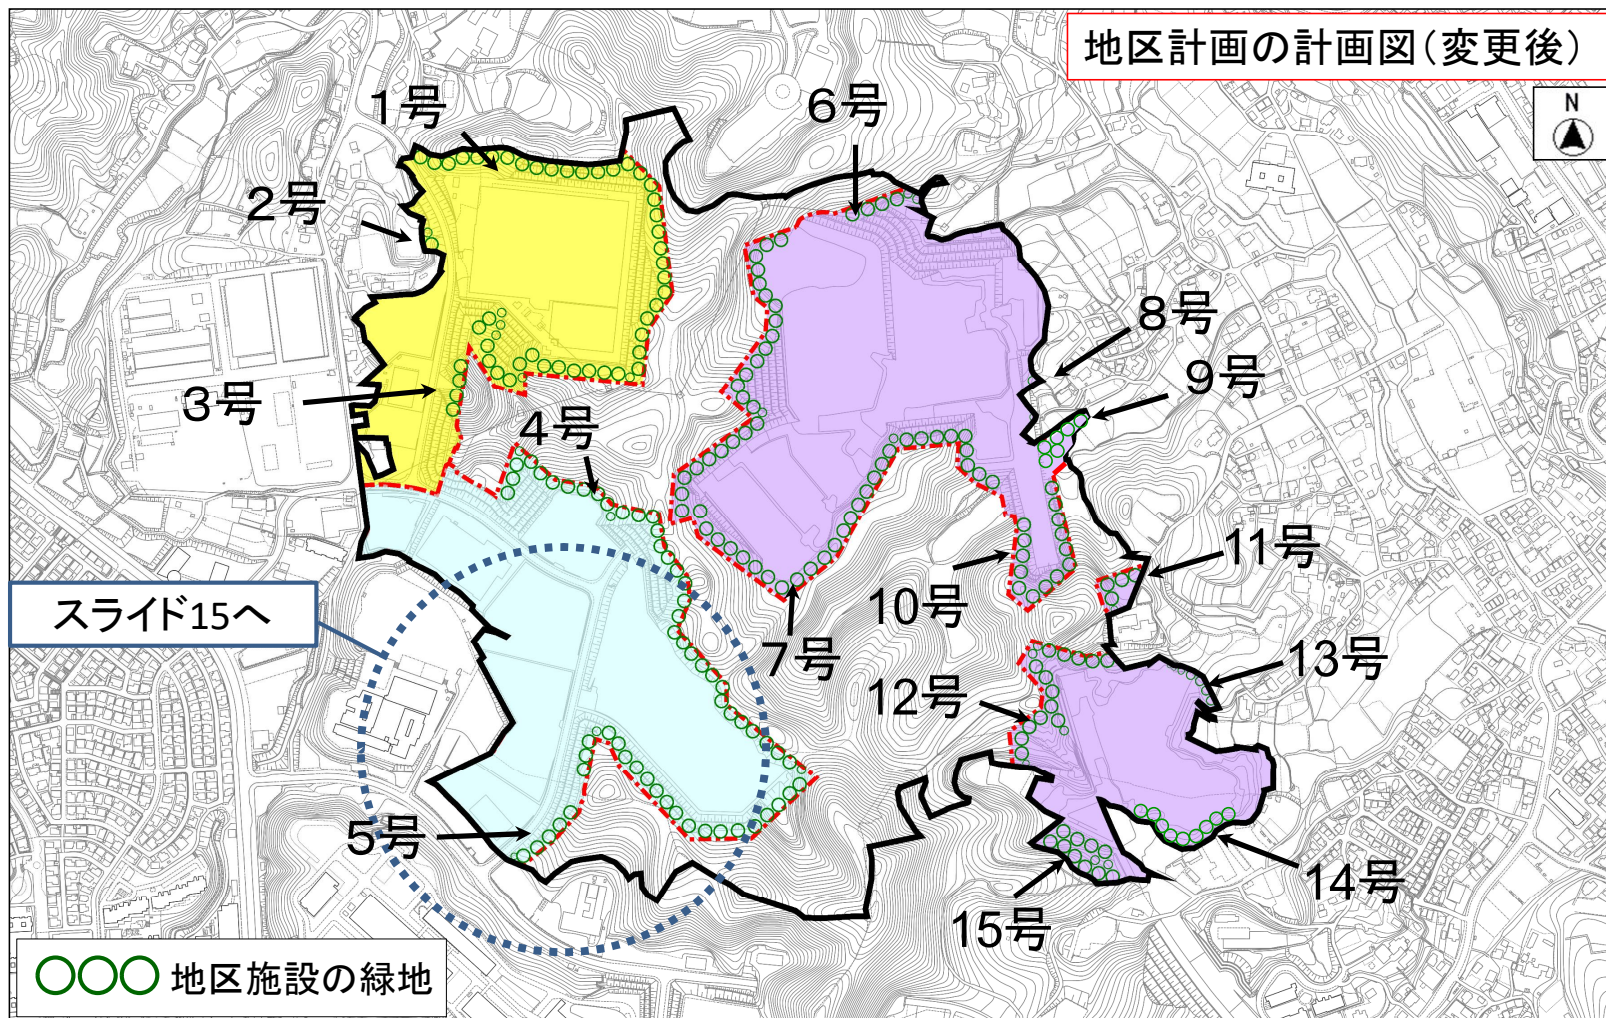 地区計画の計画図（変更後）
N
1号
6号
2号
8号
9号
3号
4号
11号
10号
スライド15へ
7号
13号
12号
5号
14号
15号
地区施設の緑地